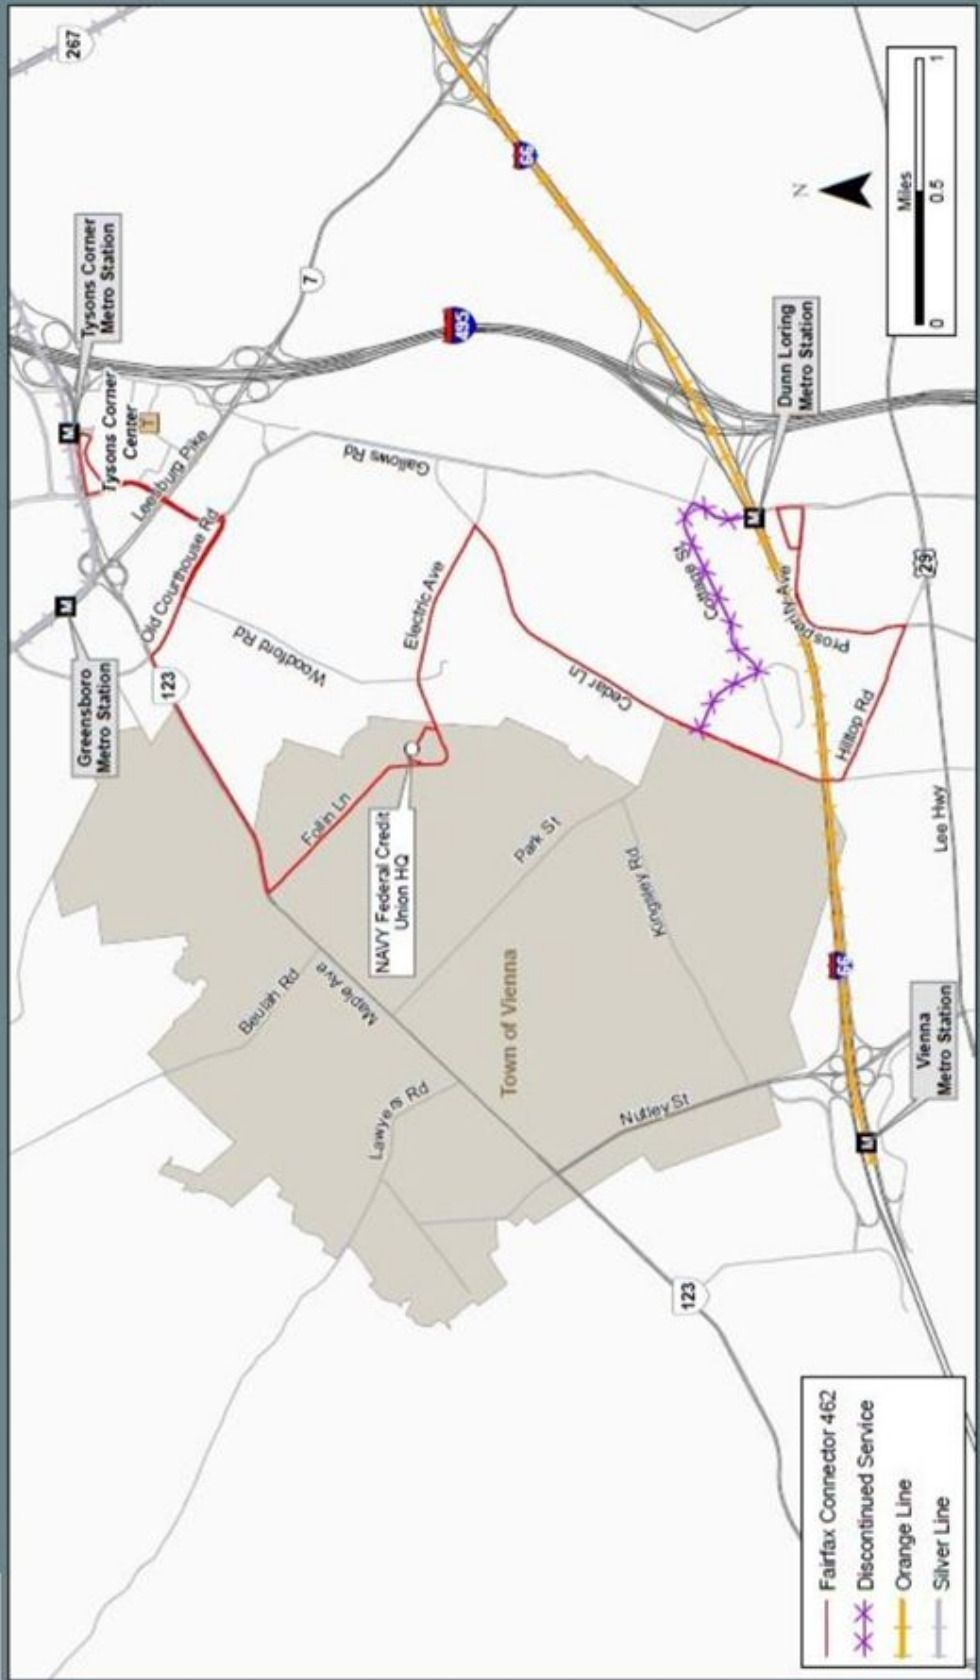 267
Tysons Corner
Metro Station
Tysons Corner
Center
T
M
7
Leesburg Pike
Old Courthouse Rd
Greensboro
Metro Station
M
123
Woodford Rd
Electric Ave
Gallows Rd
495
66
N
Miles
0
0.5
1
Follin Ln
NAVY Federal Credit
Union HQ
Cedar Ln
Cottage St
M
Dunn Loring
Metro Station
Prosperity Ave
Hilltop Rd
29
Lee Hwy
Park St
Kingsley Rd
Beulah Rd
Maple Ave
Lawyers Rd
Town of Vienna
Nutley St
66
M
Vienna
Metro Station
123
Fairfax Connector 462
Discontinued Service
Orange Line
Silver Line